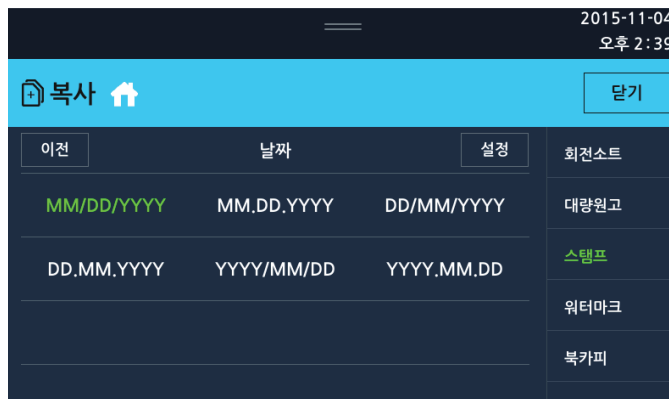 2015-11-04
오후 2:39
복사
닫기
이전
날짜
설정
회전소트
MM/DD/YYYY
MM.DD.YYYY
DD/MM/YYYY
대량원고
DD.MM.YYYY
YYYY/MM/DD
YYYY.MM.DD
스탬프
워터마크
북카피